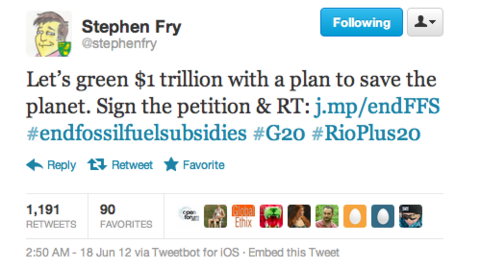 Stephen Fry
@stephenfry
Following
Let's green $1 trillion with a plan to save the
planet. Sign the petition & RT: j.mp/endFFS
#endfossilfuelsubsidies #G20 #RioPlus20
Reply Retweet Favorite
1,191 90
RETWEETS FAVORITES
Global
Ethix
2:50 AM - 18 Jun 12 via Tweetbot for iOS · Embed this Tweet